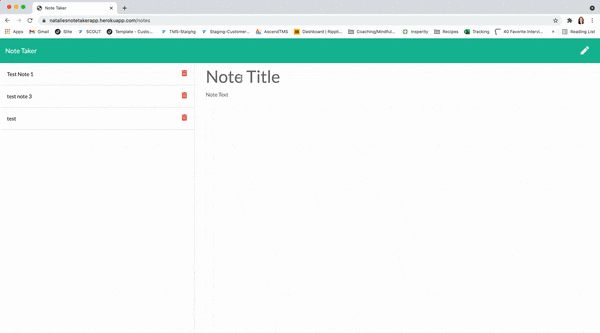 Note Taker
nataliesnotetakerapp.herokuapp.com/notes
Apps Gmail Elite SCOUT Template - Custo... TMS-Staging Staging-Customer... AscendTMS Dashboard | Rippli... Coaching/Mindful... Insperity Recipes Tracking 40 Favorite Intervi... » Reading List
Note Taker
Test Note 1
test note 3
test
Note Title
Note Text